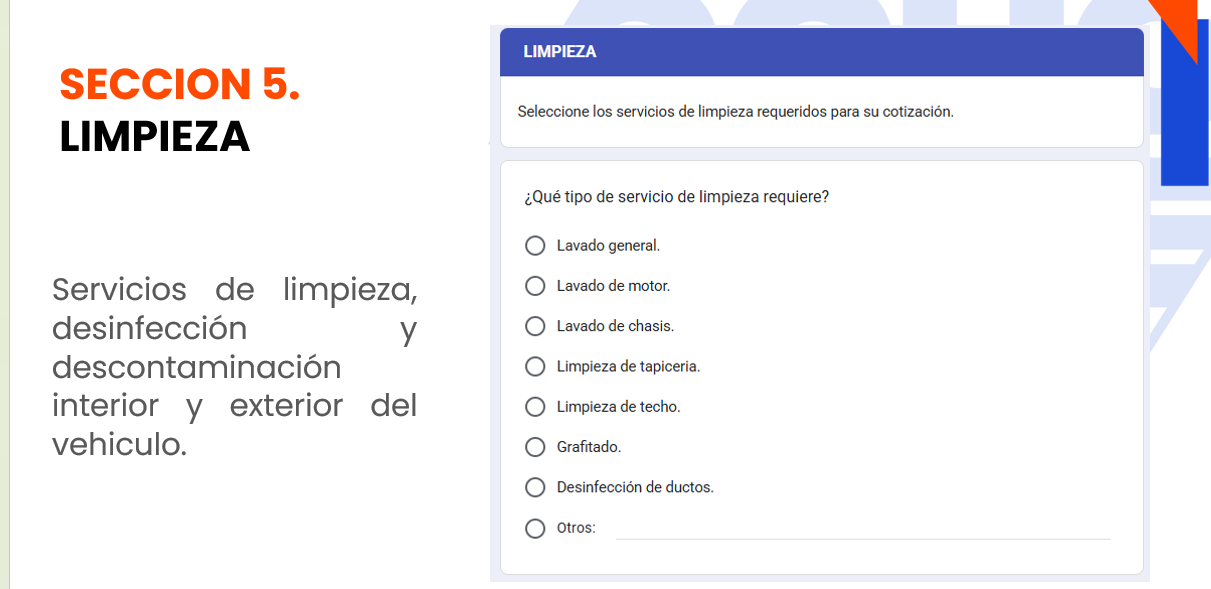 SECCION 5.
LIMPIEZA
Servicios de limpieza,
desinfección y
descontaminación
interior y exterior del
vehiculo.
LIMPIEZA
Seleccione los servicios de limpieza requeridos para su cotización.
¿Qué tipo de servicio de limpieza requiere?
Lavado general.
Lavado de motor.
Lavado de chasis.
Limpieza de tapiceria.
Limpieza de techo.
Grafitado.
Desinfección de ductos.
Otros: